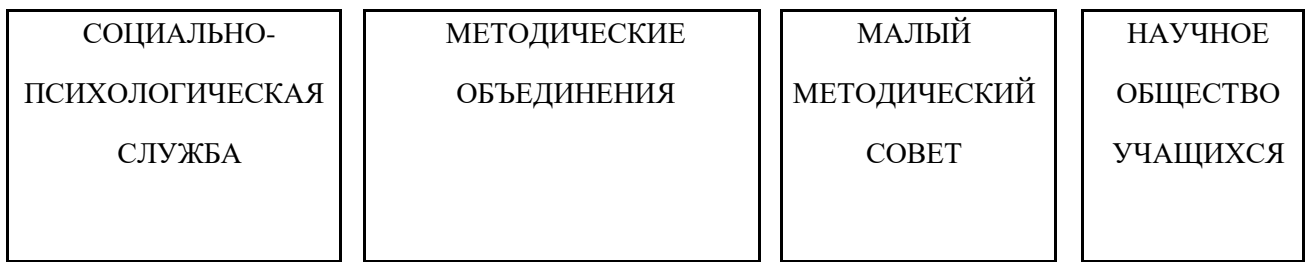 СОЦИАЛЬНО-
ПСИХОЛОГИЧЕСКАЯ
СЛУЖБА
МЕТОДИЧЕСКИЕ
ОБЪЕДИНЕНИЯ
МАЛЫЙ
МЕТОДИЧЕСКИЙ
СОВЕТ
НАУЧНОЕ
ОБЩЕСТВО
УЧАЩИХСЯ